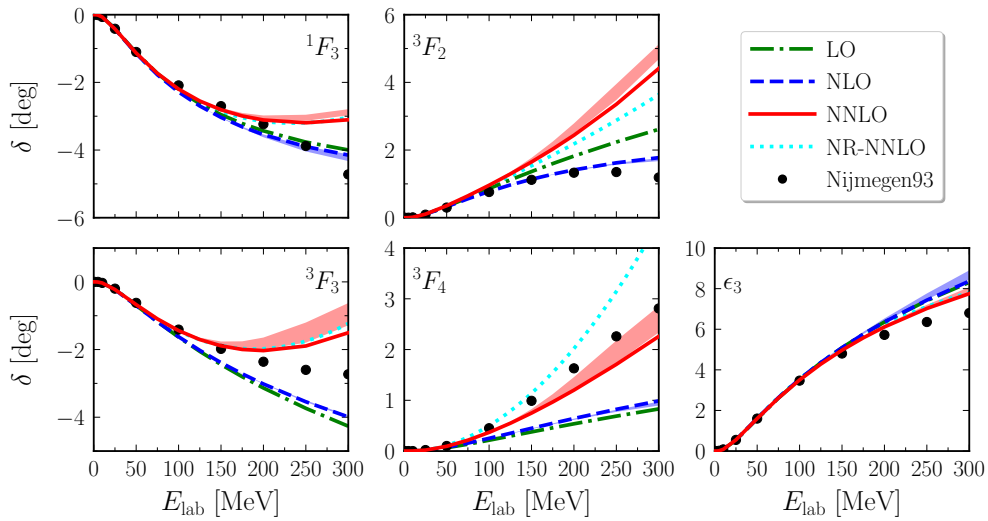 0
−2
−4
−6
δ [deg]
¹F₃
5
4
3
2
1
0
³F₂
LO
NLO
NNLO
NR-NNLO
Nijmegen93
0
−2
−4
δ [deg]
³F₃
0 50 100 150 200 250 300
E_lab [MeV]
4
3
2
1
0
³F₄
0 50 100 150 200 250 300
E_lab [MeV]
10
8
6
4
2
0
ϵ₃
0 50 100 150 200 250 300
E_lab [MeV]